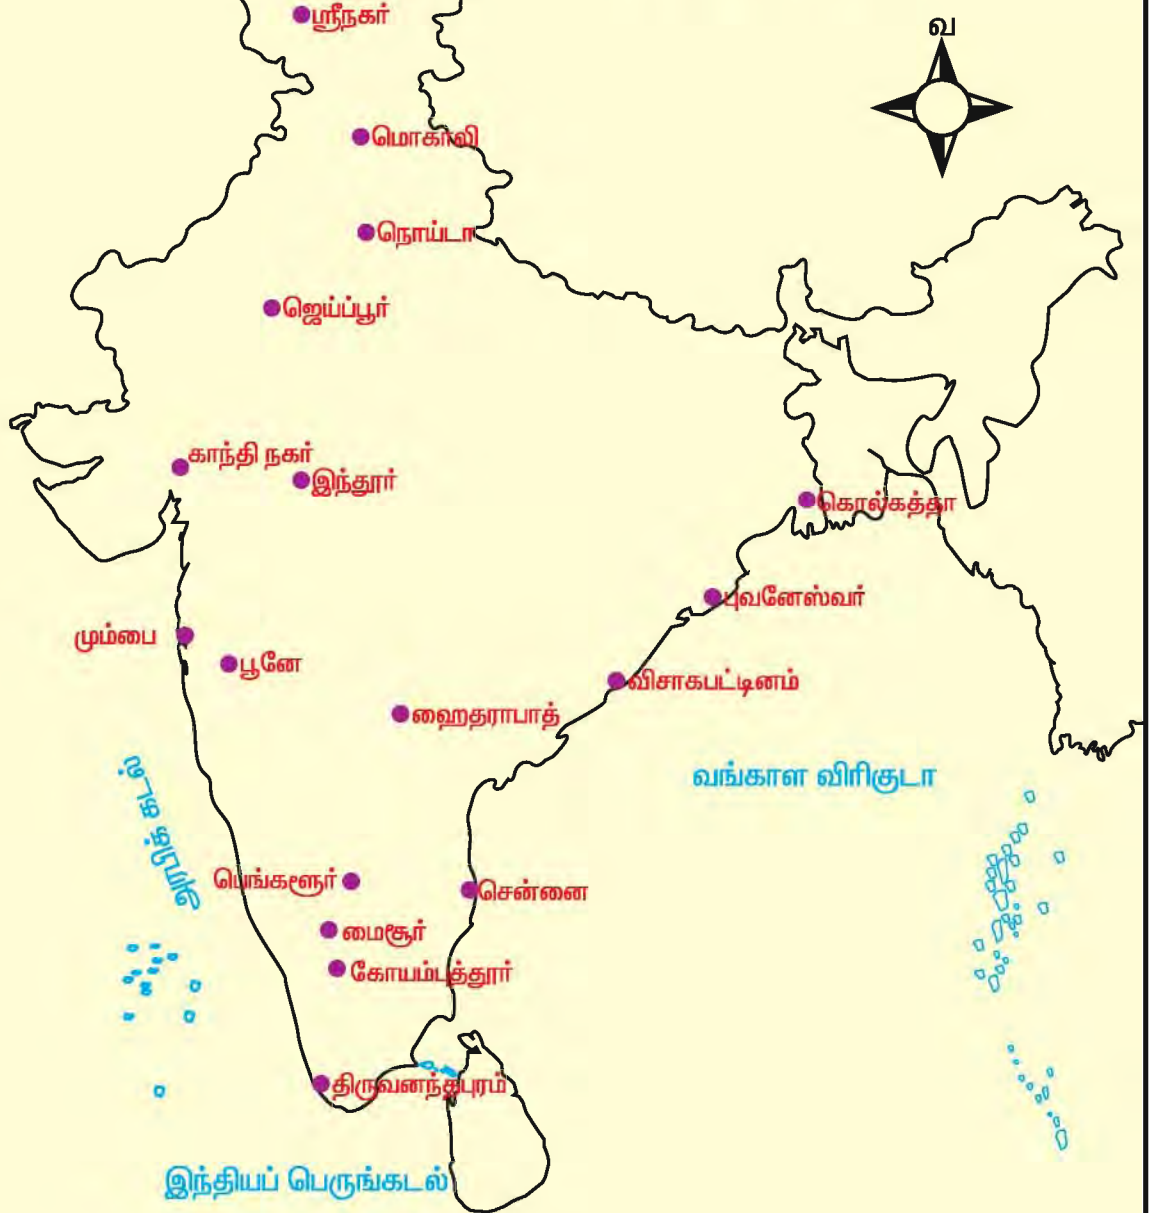 ஸ்ரீநகர்
வ
மொகாலி
நொய்டா
ஜெய்ப்பூர்
காந்தி நகர்
இந்தூர்
கொல்கத்தா
புவனேஸ்வர்
மும்பை
பூனே
விசாகபட்டினம்
ஹைதராபாத்
வங்காள விரிகுடா
அரபிக் கடல்
பெங்களூர்
சென்னை
மைசூர்
கோயம்புத்தூர்
திருவனந்தபுரம்
இந்தியப் பெருங்கடல்